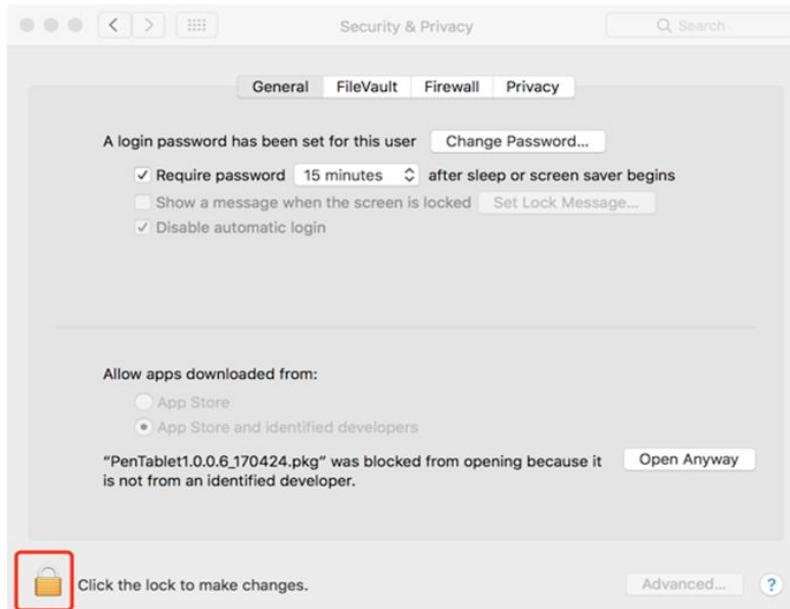 Security & Privacy
Search
General FileVault Firewall Privacy
A login password has been set for this user Change Password...
Require password 15 minutes after sleep or screen saver begins
Show a message when the screen is locked Set Lock Message...
Disable automatic login
Allow apps downloaded from:
App Store
App Store and identified developers
“PenTablet1.0.0.6_170424.pkg” was blocked from opening because it Open Anyway
is not from an identified developer.
Click the lock to make changes. Advanced... ?